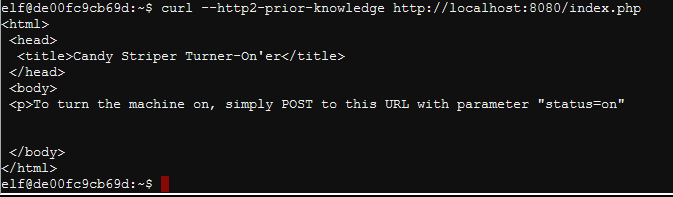 elf@de00fc9cb69d:~$ curl --http2-prior-knowledge http://localhost:8080/index.php
<html>
 <head>
  <title>Candy Striper Turner-On'er</title>
 </head>
 <body>
 <p>To turn the machine on, simply POST to this URL with parameter "status=on"
 </body>
</html>
elf@de00fc9cb69d:~$